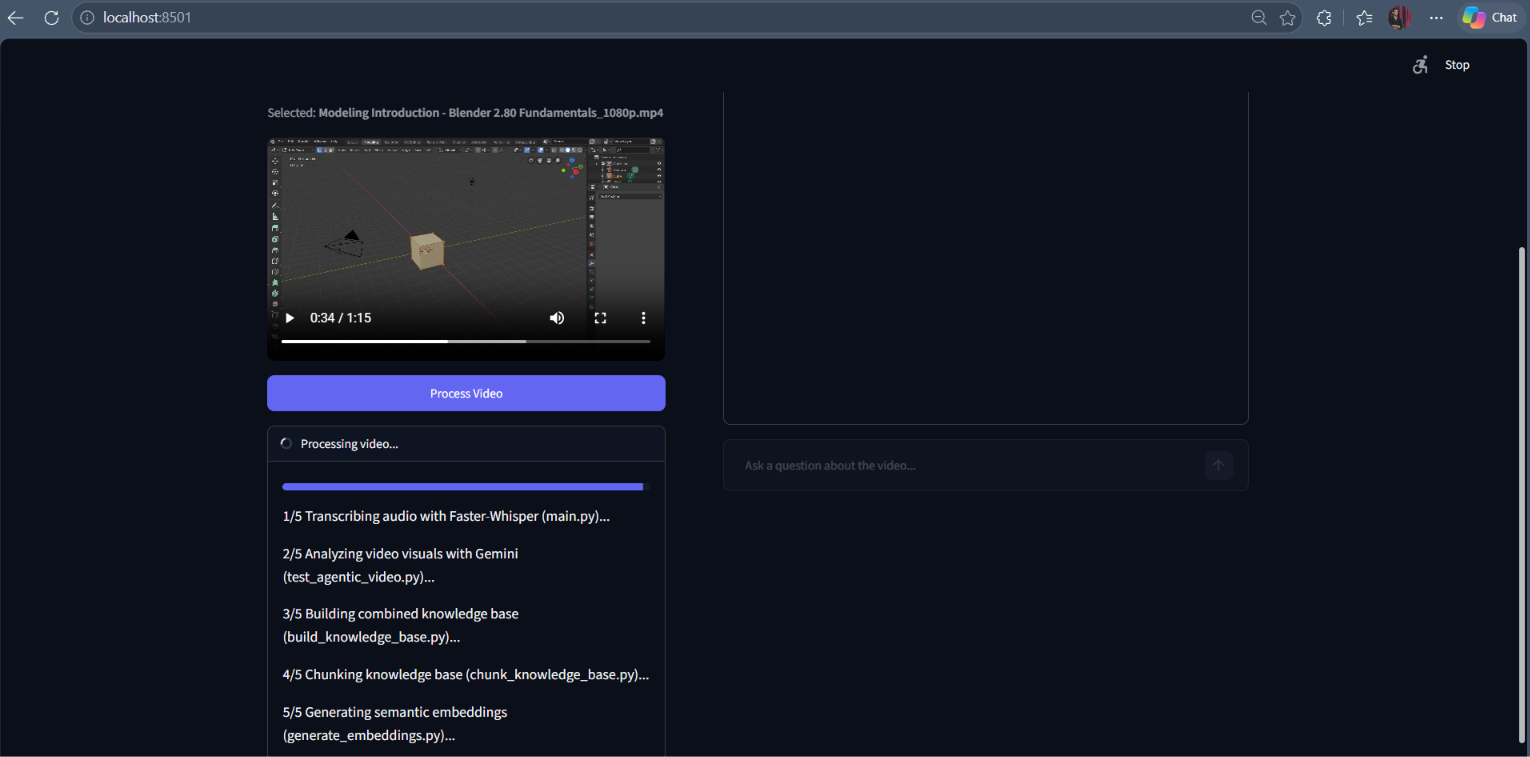 localhost:8501
Chat
Stop
Selected: Modeling Introduction - Blender 2.80 Fundamentals_1080p.mp4
0:34 / 1:15
Process Video
Processing video...
1/5 Transcribing audio with Faster-Whisper (main.py)...
2/5 Analyzing video visuals with Gemini
(test_agentic_video.py)...
3/5 Building combined knowledge base
(build_knowledge_base.py)...
4/5 Chunking knowledge base (chunk_knowledge_base.py)...
5/5 Generating semantic embeddings
(generate_embeddings.py)...
Ask a question about the video...